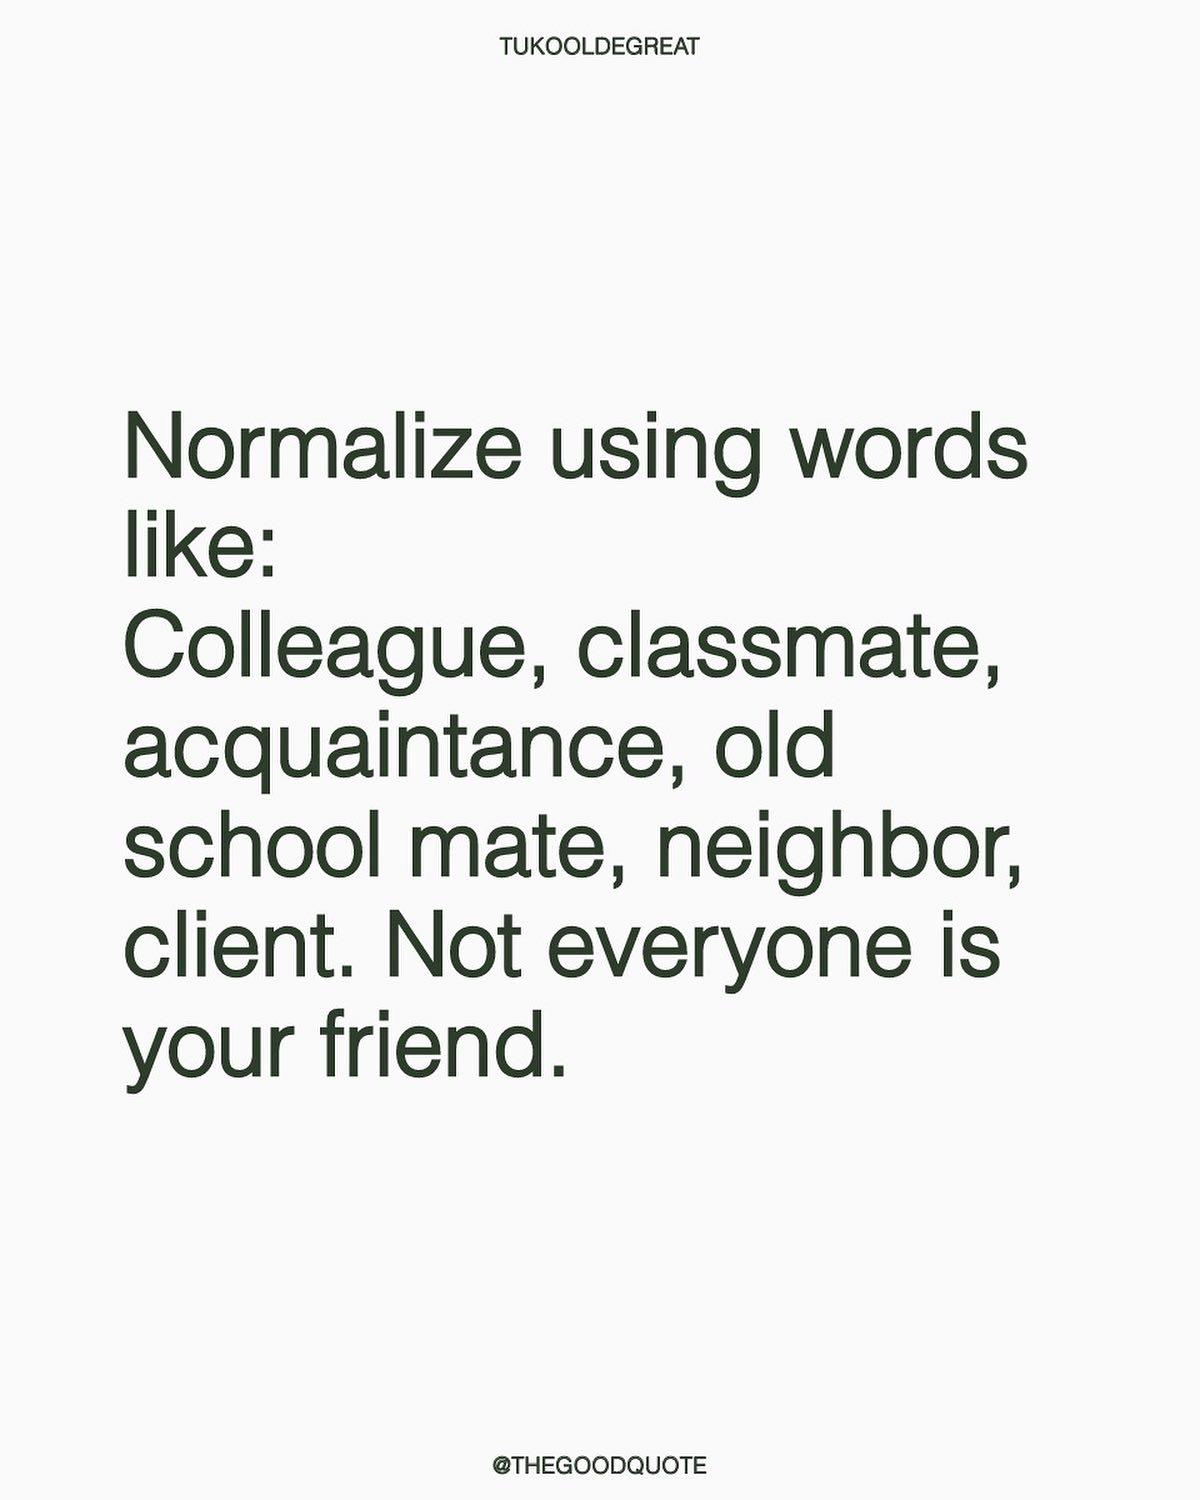 TUKOOLDEGREAT
Normalize using words
like:
Colleague, classmate,
acquaintance, old
school mate, neighbor,
client. Not everyone is
your friend.
@THEGOODQUOTE